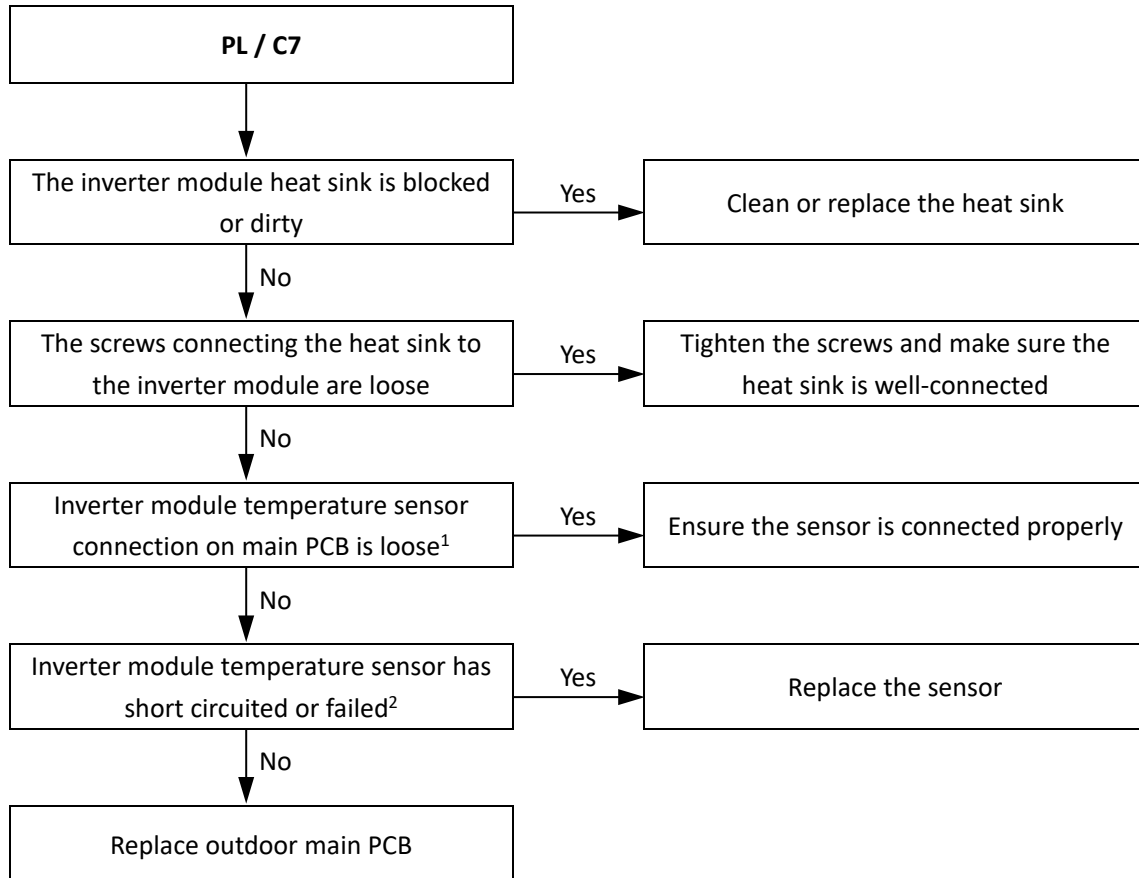 PL / C7
The inverter module heat sink is blocked
or dirty
Yes
Clean or replace the heat sink
No
The screws connecting the heat sink to
the inverter module are loose
Yes
Tighten the screws and make sure the
heat sink is well-connected
No
Inverter module temperature sensor
connection on main PCB is loose¹
Yes
Ensure the sensor is connected properly
No
Inverter module temperature sensor has
short circuited or failed²
Yes
Replace the sensor
No
Replace outdoor main PCB